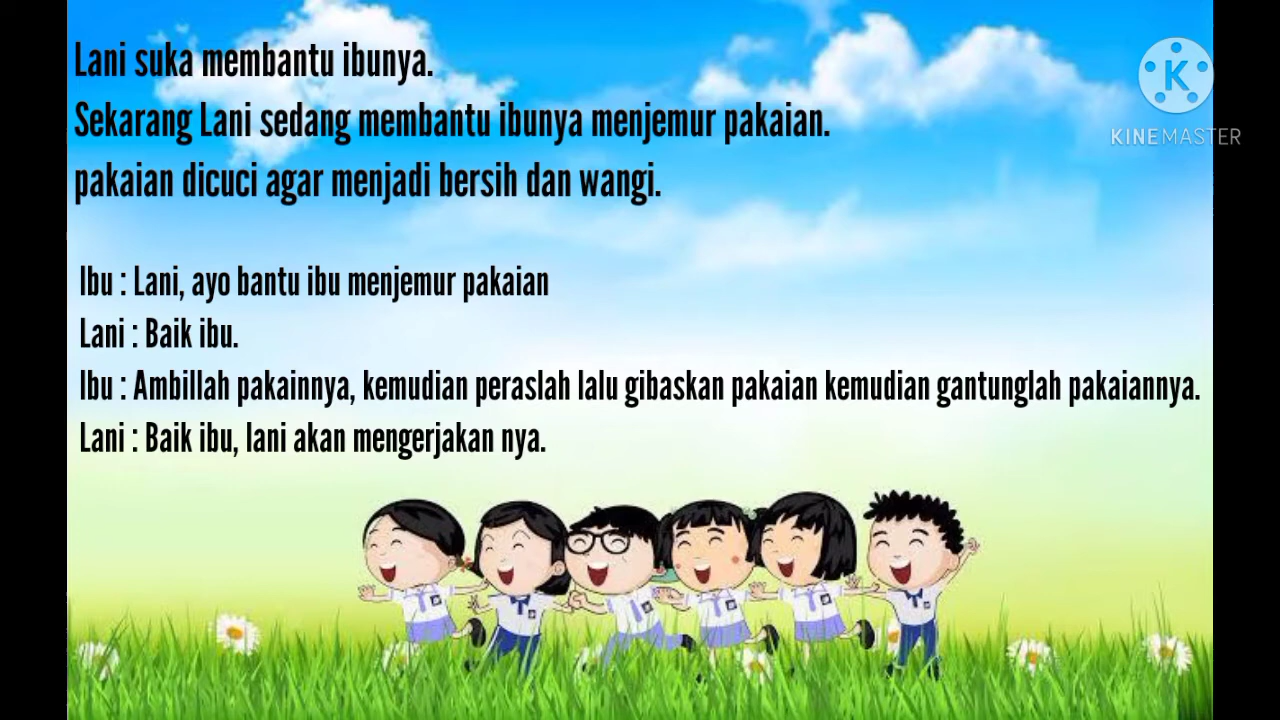 Lani suka membantu ibunya.
Sekarang Lani sedang membantu ibunya menjemur pakaian.
pakaian dicuci agar menjadi bersih dan wangi.
Ibu : Lani, ayo bantu ibu menjemur pakaian
Lani : Baik ibu.
Ibu : Ambillah pakainnya, kemudian peraslah lalu gibaskan pakaian kemudian gantunglah pakaiannya.
Lani : Baik ibu, lani akan mengerjakan nya.
K
KINEMASTER